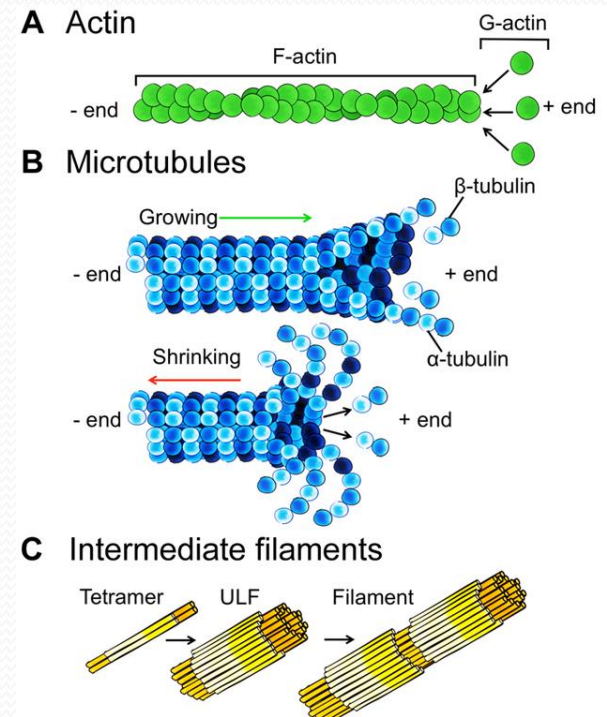 A Actin
G-actin
F-actin
- end
+ end
B Microtubules
β-tubulin
Growing
- end
+ end
α-tubulin
Shrinking
- end
+ end
C Intermediate filaments
Tetramer ULF Filament